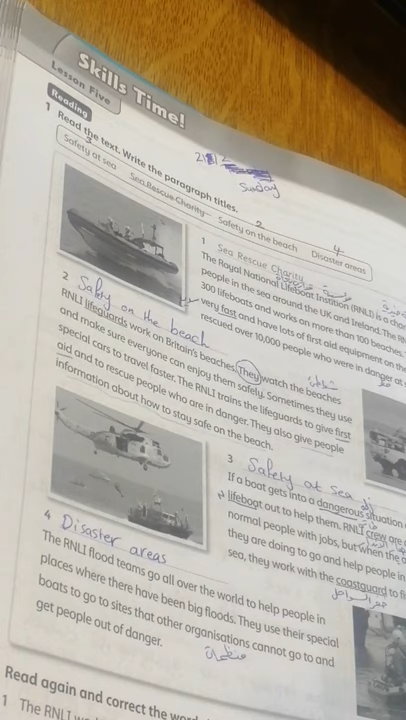 Skills Time!
Lesson Five
Reading
1 Read the text. Write the paragraph titles.
Sunday
3 2 4
Safety at sea Sea Rescue Charity Safety on the beach Disaster areas
1 Sea Rescue Charity
The Royal National Lifeboat Instition (RNLI) is a
people in the sea around the UK and Ireland. The
300 lifeboats and works on more than 100 beaches.
very fast and have lots of first aid equipment on
rescued over 10,000 people who were in danger at
2 Safety on the beach
RNLI lifeguards work on Britain's beaches. They watch the beaches
and make sure everyone can enjoy them safely. Sometimes they use
special cars to travel faster. The RNLI trains the lifeguards to give first
aid and to rescue people who are in danger. They also give people
information about how to stay safe on the beach.
3 Safety at sea
If a boat gets into a dangerous situation
lifeboat out to help them. RNLI crew are
normal people with jobs, but when the
they are doing to go and help people in
sea, they work with the coastguard to
خفر السواحل
4 Disaster areas
The RNLI flood teams go all over the world to help people in
places where there have been big floods. They use their special
boats to go to sites that other organisations cannot go to and
get people out of danger.
منظمات
Read again and correct the
1 The RNLI